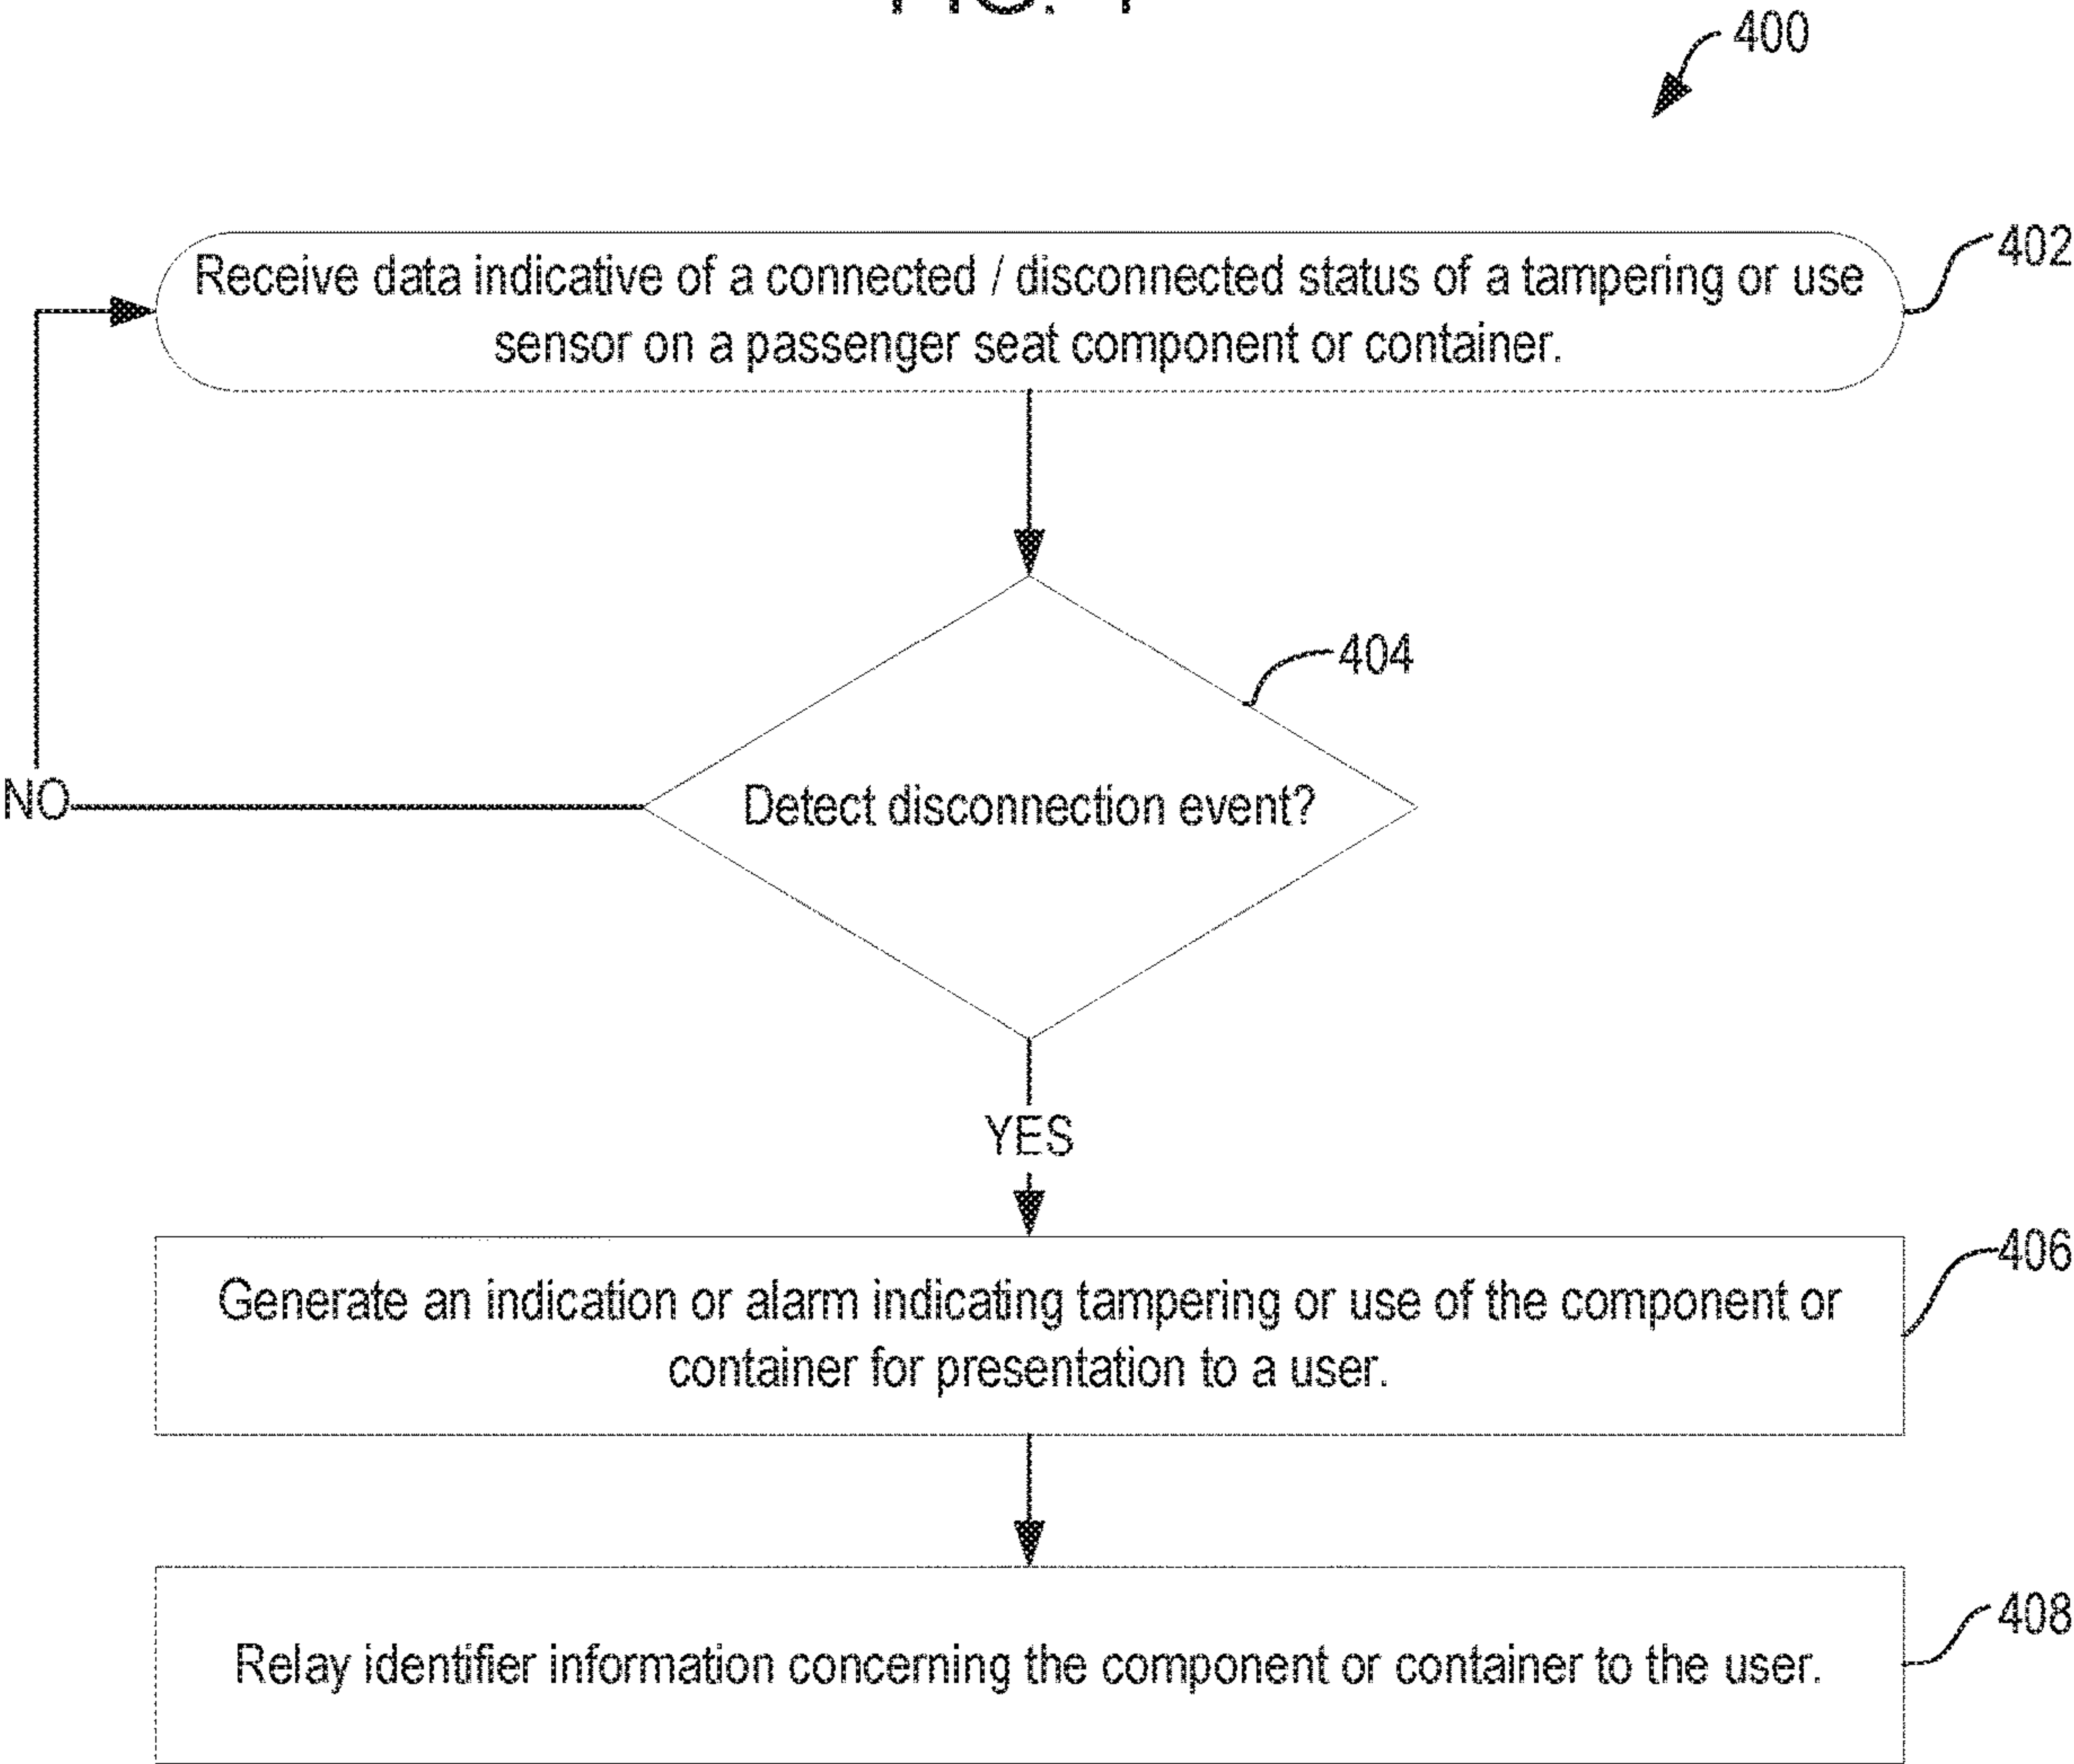 400
Receive data indicative of a connected / disconnected status of a tampering or use
sensor on a passenger seat component or container.
402
404
Detect disconnection event?
NO
YES
Generate an indication or alarm indicating tampering or use of the component or
container for presentation to a user.
406
Relay identifier information concerning the component or container to the user.
408